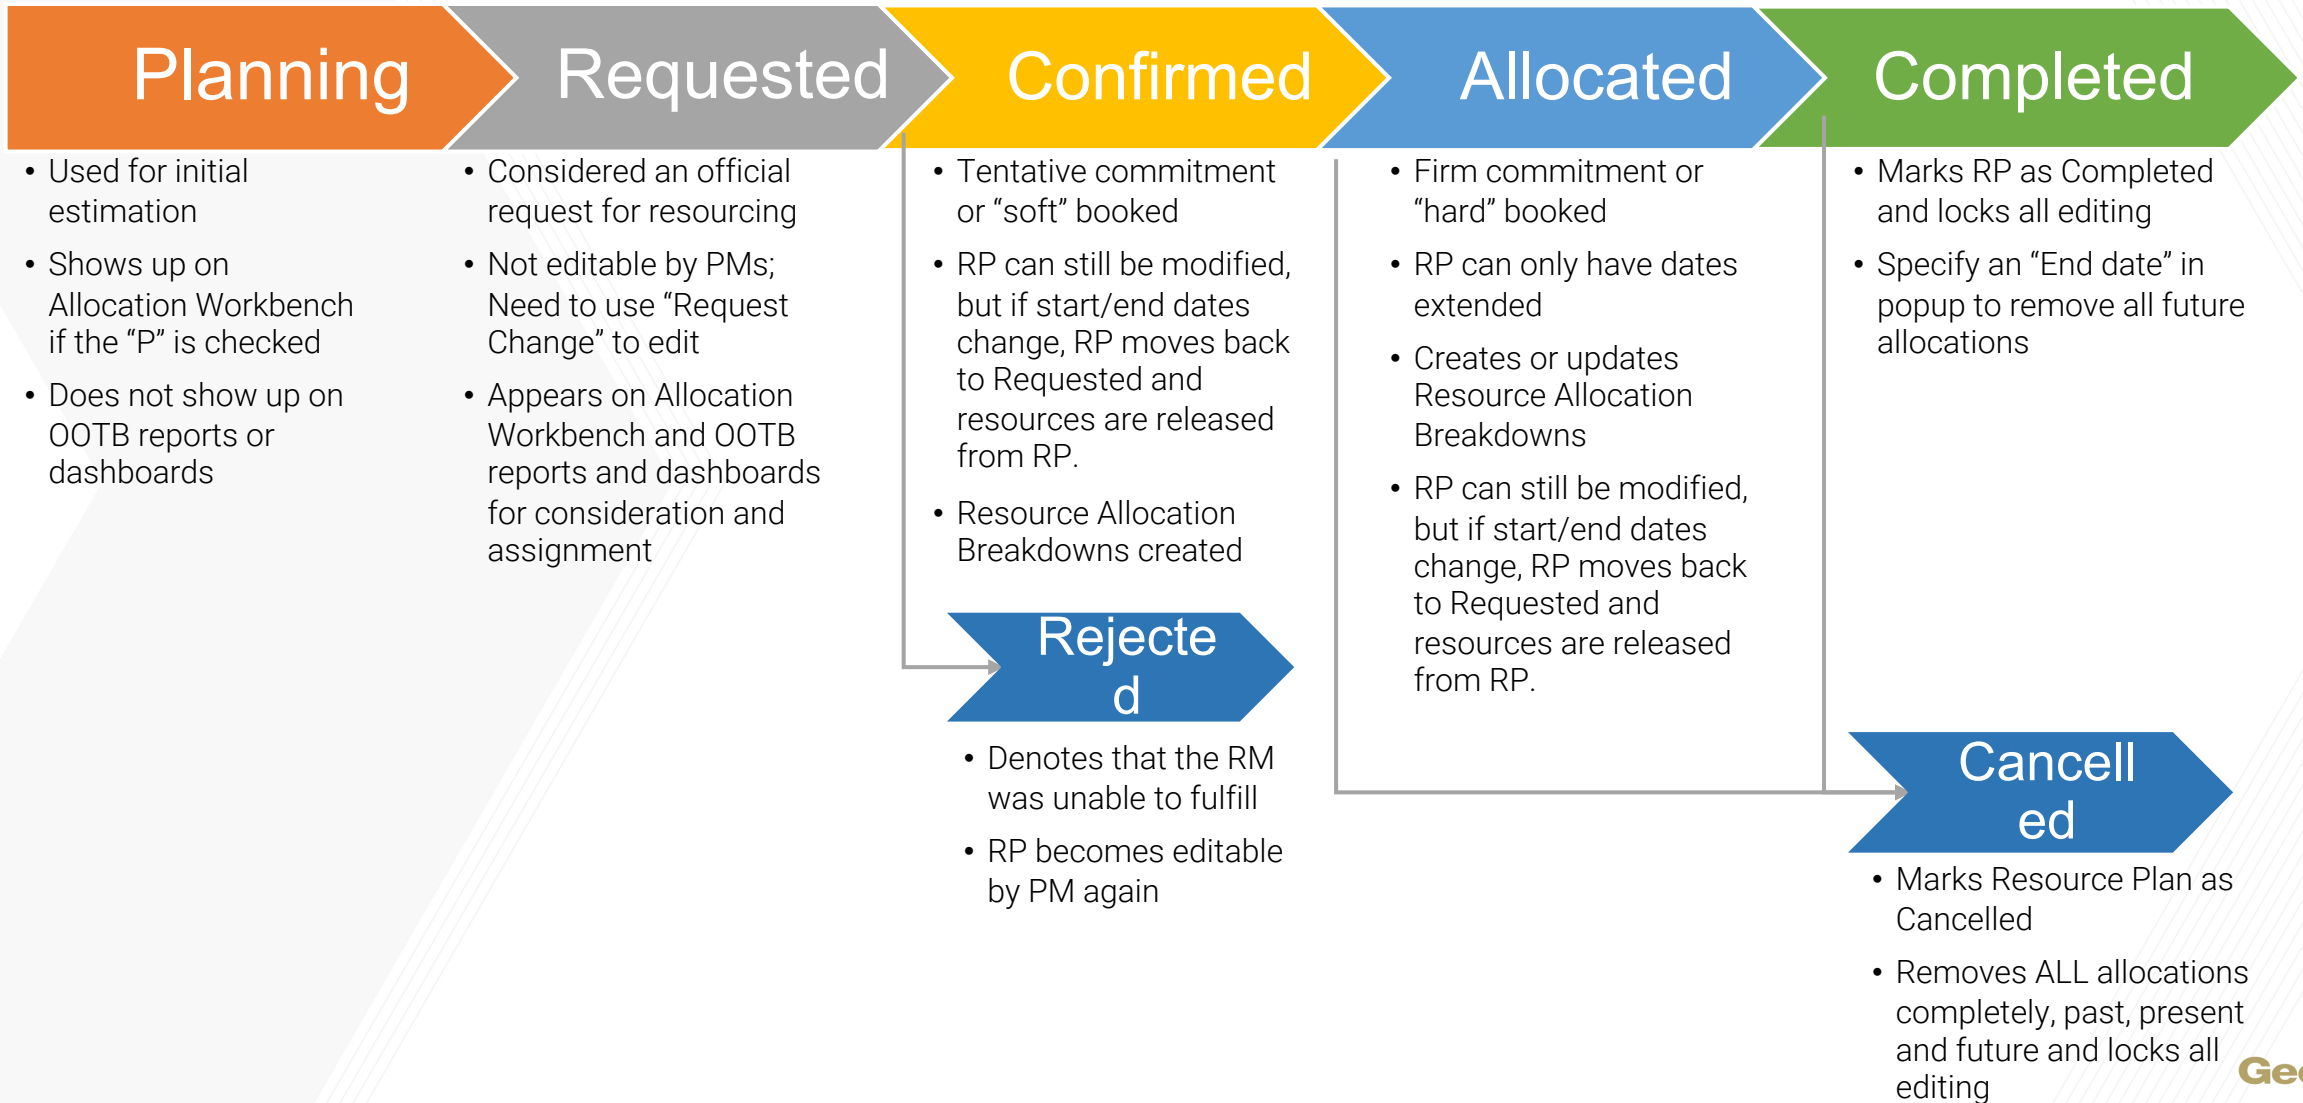 Planning
Requested
Confirmed
Allocated
Completed
• Used for initial
estimation
• Shows up on
Allocation Workbench
if the “P” is checked
• Does not show up on
OOTB reports or
dashboards
• Considered an official
request for resourcing
• Not editable by PMs;
Need to use “Request
Change” to edit
• Appears on Allocation
Workbench and OOTB
reports and dashboards
for consideration and
assignment
• Tentative commitment
or “soft” booked
• RP can still be modified,
but if start/end dates
change, RP moves back
to Requested and
resources are released
from RP.
• Resource Allocation
Breakdowns created
Rejecte
d
• Denotes that the RM
was unable to fulfill
• RP becomes editable
by PM again
• Firm commitment or
“hard” booked
• RP can only have dates
extended
• Creates or updates
Resource Allocation
Breakdowns
• RP can still be modified,
but if start/end dates
change, RP moves back
to Requested and
resources are released
from RP.
• Marks RP as Completed
and locks all editing
• Specify an “End date” in
popup to remove all future
allocations
Cancell
ed
• Marks Resource Plan as
Cancelled
• Removes ALL allocations
completely, past, present
and future and locks all
editing